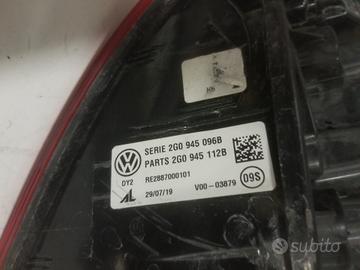 SERIE 2G0 945 096B
PARTS 2G0 945 112B
DY2
RE2887000101
AL
29/07/19
V00-03879
09S
subito